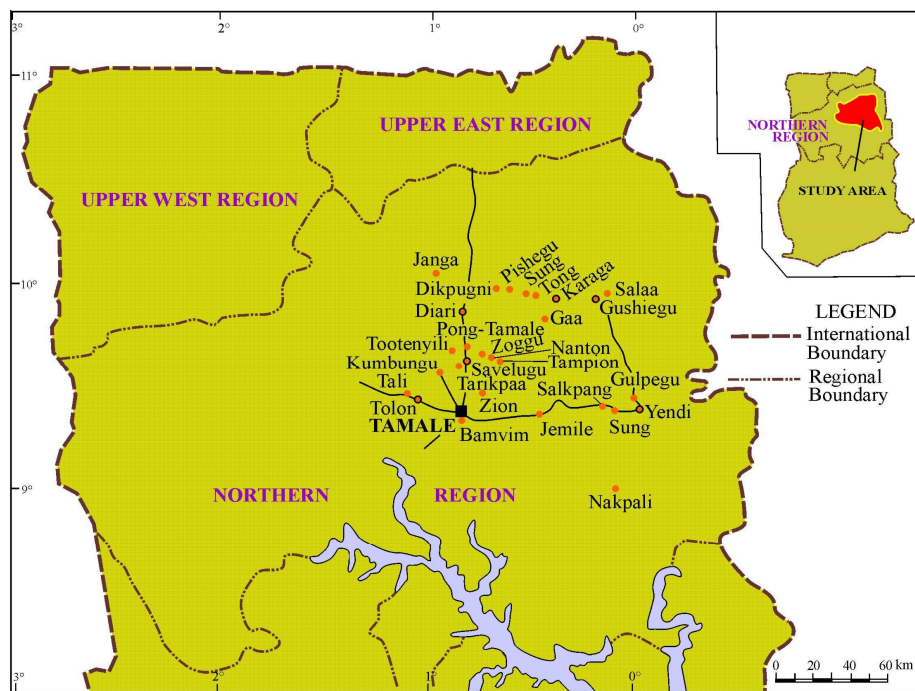 3°
2°
1°
0°
11°
UPPER EAST REGION
UPPER WEST REGION
NORTHERN
REGION
STUDY AREA
10°
Janga
Dikpugni
Pishegu
Sung
Tong
Karaga
Salaa
Gushiegu
Diari
Gaa
Pong-Tamale
Tootenyili
Zoggu
Nanton
Kumbungu
Savelugu
Tampion
Tali
Tarikpaa
Salkpang
Gulpegu
Tolon
Zion
Yendi
TAMALE
Bamvim
Jemile
Sung
LEGEND
International
Boundary
Regional
Boundary
9°
NORTHERN
REGION
Nakpali
0 10 20 40 60 km
3°
2°
1°
0°